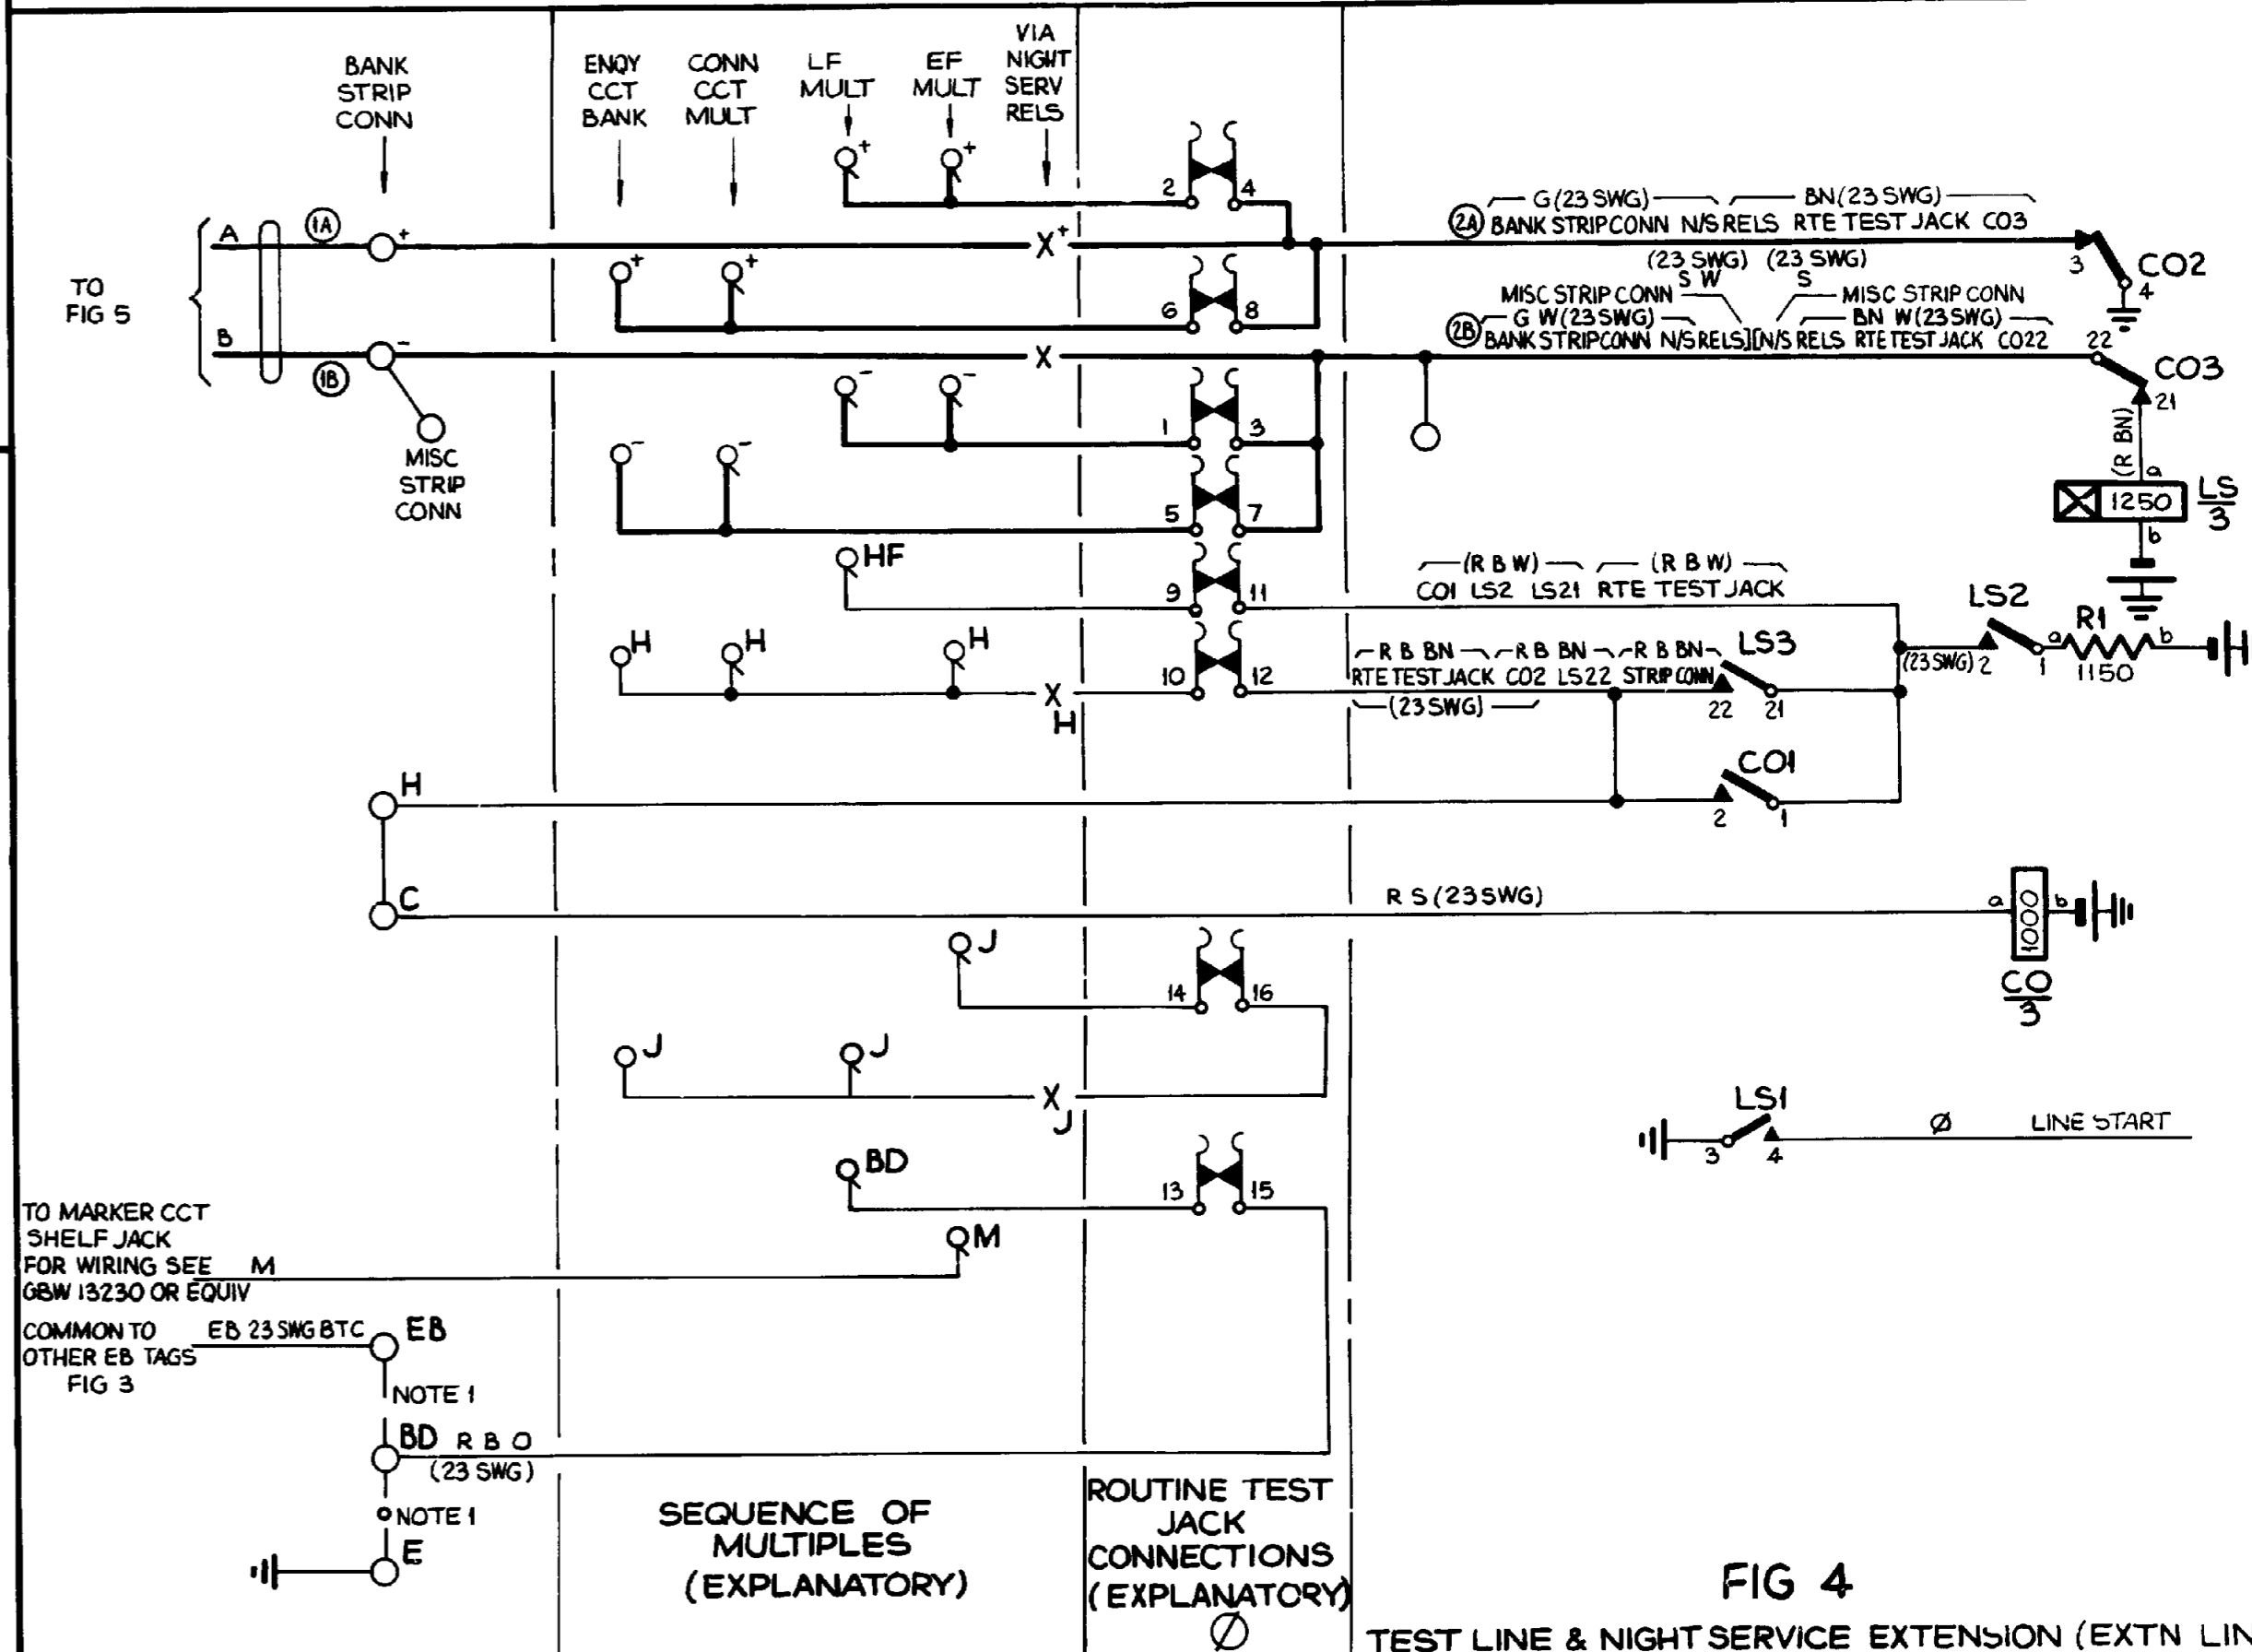 BANK
STRIP
CONN
ENQY
CCT
BANK
CONN
CCT
MULT
LF
MULT
EF
MULT
VIA
NIGHT
SERV
RELS
+ +
2 4
G (23 SWG) BN (23 SWG)
2A BANK STRIP CONN N/S RELS RTE TEST JACK CO3
A 1A + X+
3 CO2
4
(23 SWG) (23 SWG)
S W S
MISC STRIP CONN MISC STRIP CONN
+ +
6 8
TO
FIG 5
G W (23 SWG) BN W (23 SWG)
2B BANK STRIP CONN N/S RELS][N/S RELS RTE TEST JACK CO22
B 1B - X
22 CO3
21
(R BN)
- -
1 3
MISC
STRIP
CONN
- -
5 7
a
1250
b
LS
3
HF
9 11
(R B W) (R B W)
CO1 LS2 LS21 RTE TEST JACK
LS2
(23 SWG) 2 1
a R1 b
1150
H H H
X
H
10 12
R B BN R B BN R B BN
RTE TEST JACK CO2 LS22 STRIP CONN
(23 SWG)
LS3
22 21
H
CO1
2 1
C
R S (23 SWG)
a 1000 b
CO
3
J
14 16
J J
X
J
LS1
3 4
Ø LINE START
BD
13 15
M
TO MARKER CCT
SHELF JACK
FOR WIRING SEE M
GBW 13230 OR EQUIV
COMMON TO
OTHER EB TAGS
FIG 3
EB 23 SWG BTC EB
NOTE 1
BD R B O
(23 SWG)
NOTE 1
E
SEQUENCE OF
MULTIPLES
(EXPLANATORY)
ROUTINE TEST
JACK
CONNECTIONS
(EXPLANATORY)
Ø
FIG 4
TEST LINE & NIGHT SERVICE EXTENSION (EXTN LIN